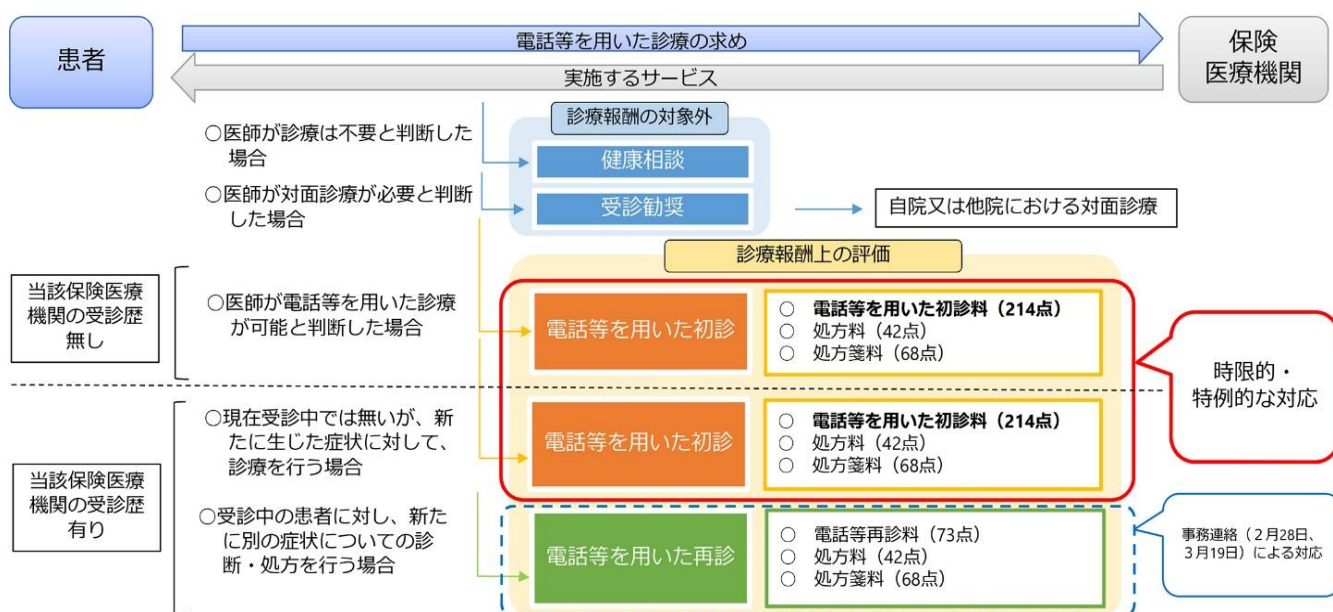 患者
電話等を用いた診療の求め
実施するサービス
保険
医療機関
診療報酬の対象外
○医師が診療は不要と判断した
場合
健康相談
○医師が対面診療が必要と判断
した場合
受診勧奨
自院又は他院における対面診療
診療報酬上の評価
当該保険医療
機関の受診歴
無し
○医師が電話等を用いた診療
が可能と判断した場合
電話等を用いた初診
○ 電話等を用いた初診料（214点）
○ 処方料（42点）
○ 処方箋料（68点）
時限的・
特例的な対応
当該保険医療
機関の受診歴
有り
○現在受診中では無いが、新
たに生じた症状に対して、
診療を行う場合
電話等を用いた初診
○ 電話等を用いた初診料（214点）
○ 処方料（42点）
○ 処方箋料（68点）
○受診中の患者に対し、新た
に別の症状についての診
断・処方を行う場合
電話等を用いた再診
○ 電話等再診料（73点）
○ 処方料（42点）
○ 処方箋料（68点）
事務連絡（２月28日、
３月19日）による対応